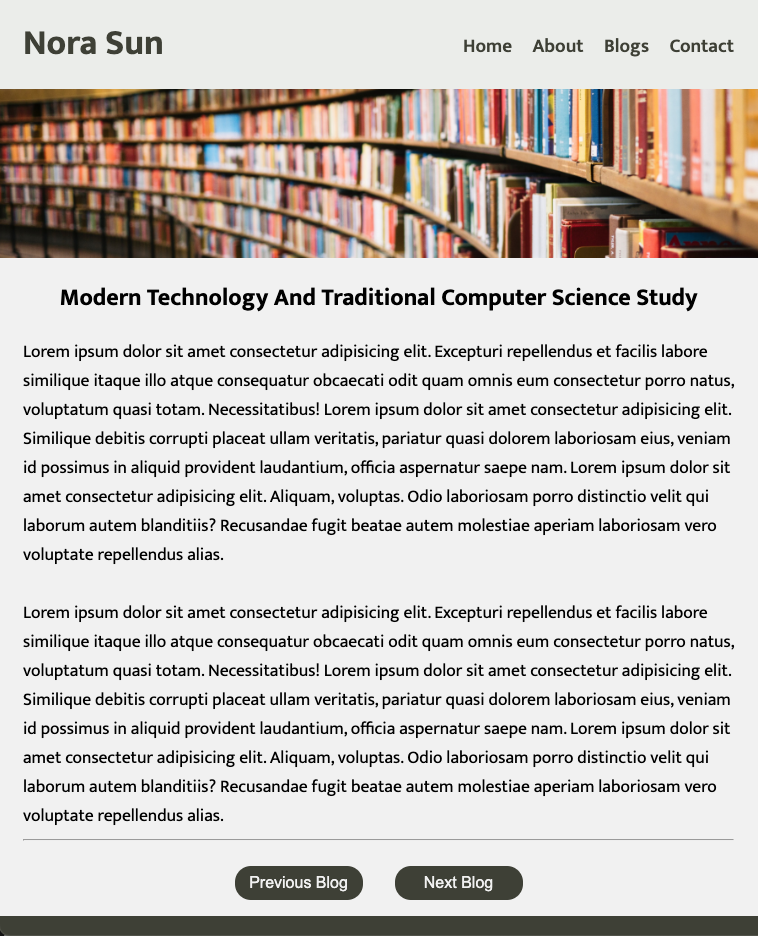 Nora Sun
Home About Blogs Contact
Modern Technology And Traditional Computer Science Study
Lorem ipsum dolor sit amet consectetur adipisicing elit. Excepturi repellendus et facilis labore
similique itaque illo atque consequatur obcaecati odit quam omnis eum consectetur porro natus,
voluptatum quasi totam. Necessitatibus! Lorem ipsum dolor sit amet consectetur adipisicing elit.
Similique debitis corrupti placeat ullam veritatis, pariatur quasi dolorem laboriosam eius, veniam
id possimus in aliquid provident laudantium, officia aspernatur saepe nam. Lorem ipsum dolor sit
amet consectetur adipisicing elit. Aliquam, voluptas. Odio laboriosam porro distinctio velit qui
laborum autem blanditiis? Recusandae fugit beatae autem molestiae aperiam laboriosam vero
voluptate repellendus alias.
Lorem ipsum dolor sit amet consectetur adipisicing elit. Excepturi repellendus et facilis labore
similique itaque illo atque consequatur obcaecati odit quam omnis eum consectetur porro natus,
voluptatum quasi totam. Necessitatibus! Lorem ipsum dolor sit amet consectetur adipisicing elit.
Similique debitis corrupti placeat ullam veritatis, pariatur quasi dolorem laboriosam eius, veniam
id possimus in aliquid provident laudantium, officia aspernatur saepe nam. Lorem ipsum dolor sit
amet consectetur adipisicing elit. Aliquam, voluptas. Odio laboriosam porro distinctio velit qui
laborum autem blanditiis? Recusandae fugit beatae autem molestiae aperiam laboriosam vero
voluptate repellendus alias.
Previous Blog Next Blog